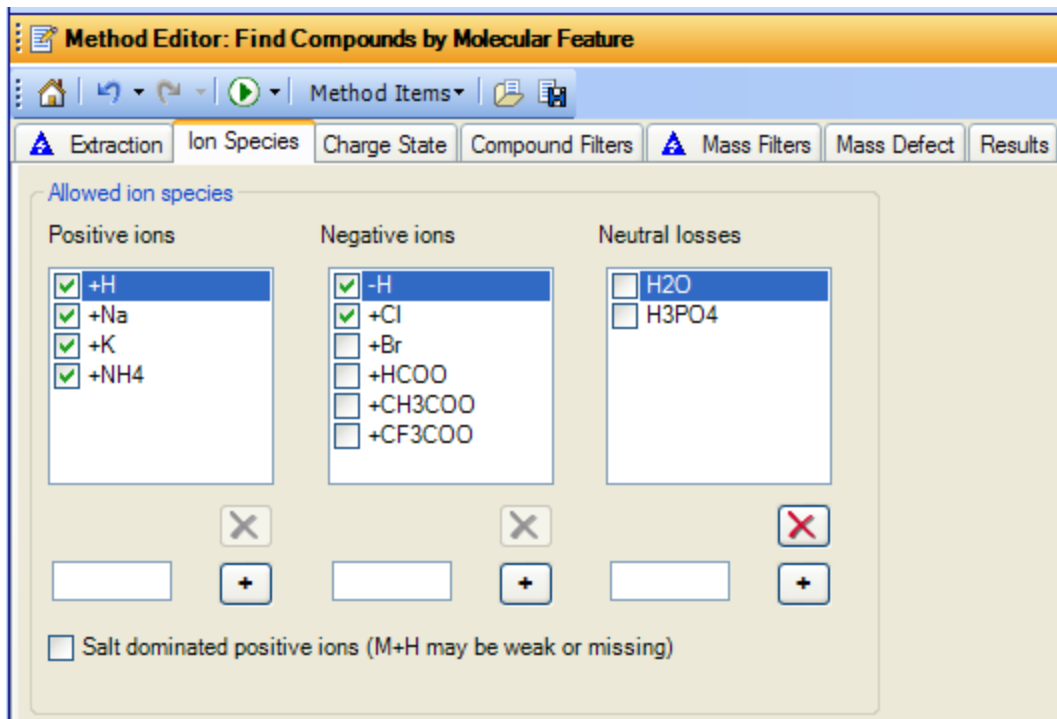 Method Editor: Find Compounds by Molecular Feature
Method Items
Extraction Ion Species Charge State Compound Filters Mass Filters Mass Defect Results
Allowed ion species
Positive ions Negative ions Neutral losses
+H -H H2O
+Na +Cl H3PO4
+K +Br
+NH4 +HCOO
+CH3COO
+CF3COO
+ + +
Salt dominated positive ions (M+H may be weak or missing)